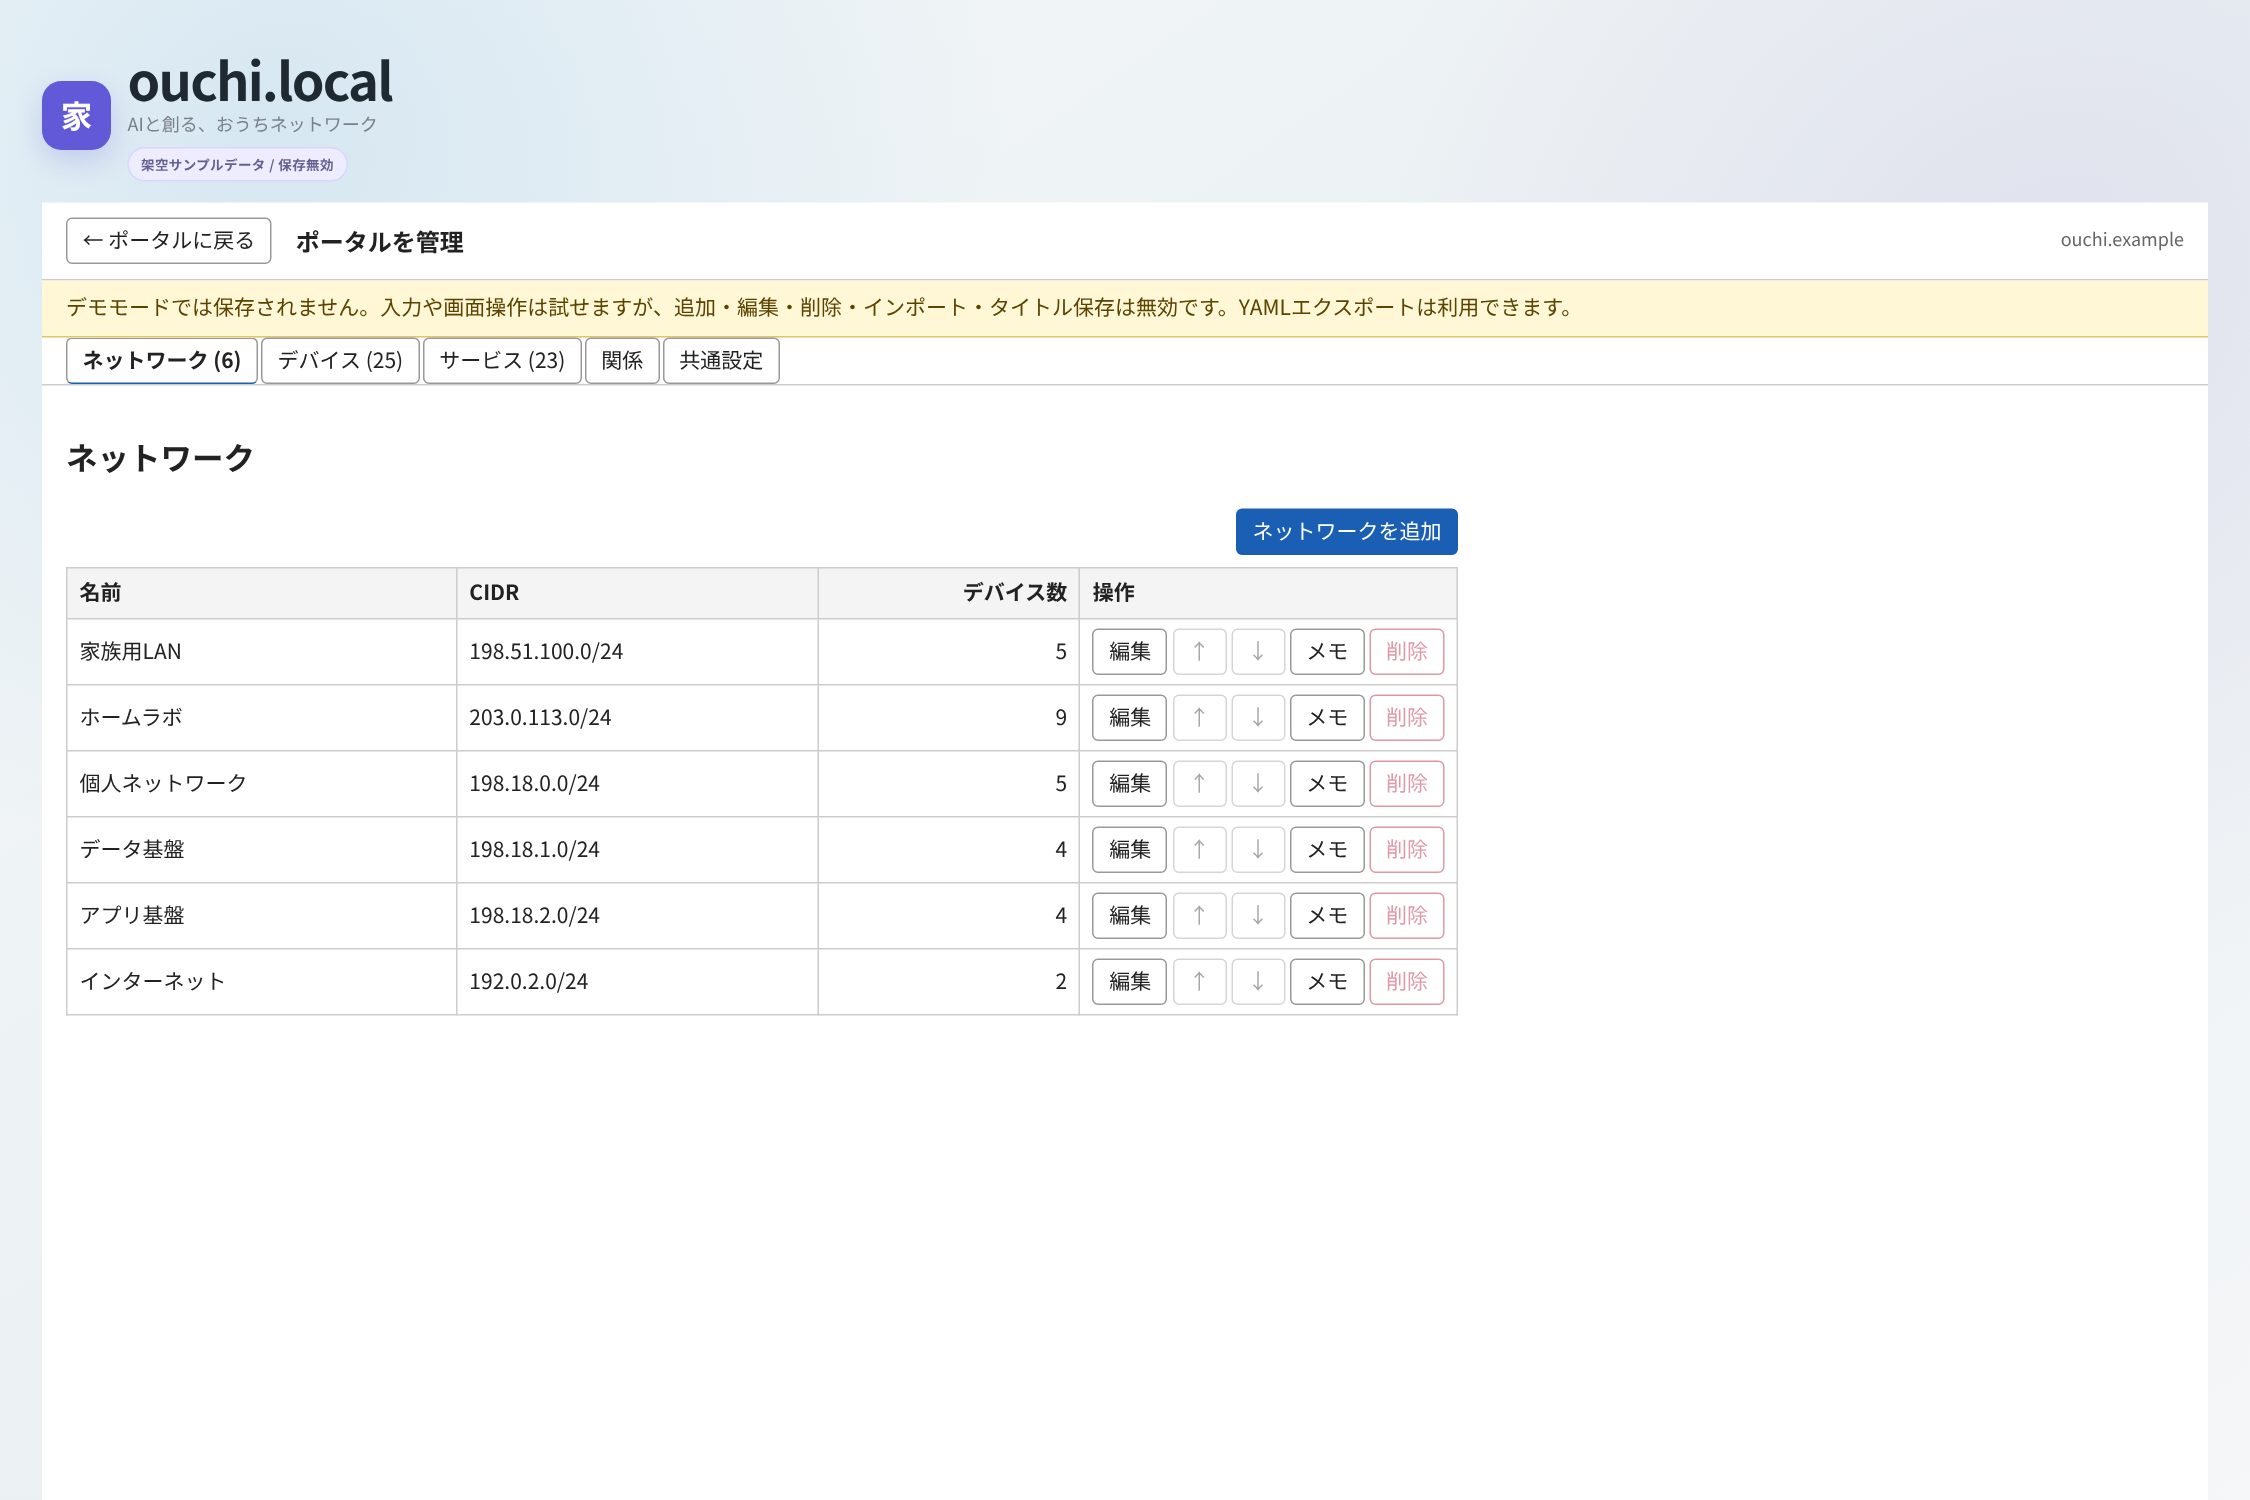 家
ouchi.local
AIと創る、おうちネットワーク
架空サンプルデータ / 保存無効
← ポータルに戻る ポータルを管理 ouchi.example
デモモードでは保存されません。入力や画面操作は試せますが、追加・編集・削除・インポート・タイトル保存は無効です。YAMLエクスポートは利用できます。
ネットワーク (6) デバイス (25) サービス (23) 関係 共通設定
ネットワーク
ネットワークを追加
名前 CIDR デバイス数 操作
家族用LAN 198.51.100.0/24 5 編集 ↑ ↓ メモ 削除
ホームラボ 203.0.113.0/24 9 編集 ↑ ↓ メモ 削除
個人ネットワーク 198.18.0.0/24 5 編集 ↑ ↓ メモ 削除
データ基盤 198.18.1.0/24 4 編集 ↑ ↓ メモ 削除
アプリ基盤 198.18.2.0/24 4 編集 ↑ ↓ メモ 削除
インターネット 192.0.2.0/24 2 編集 ↑ ↓ メモ 削除